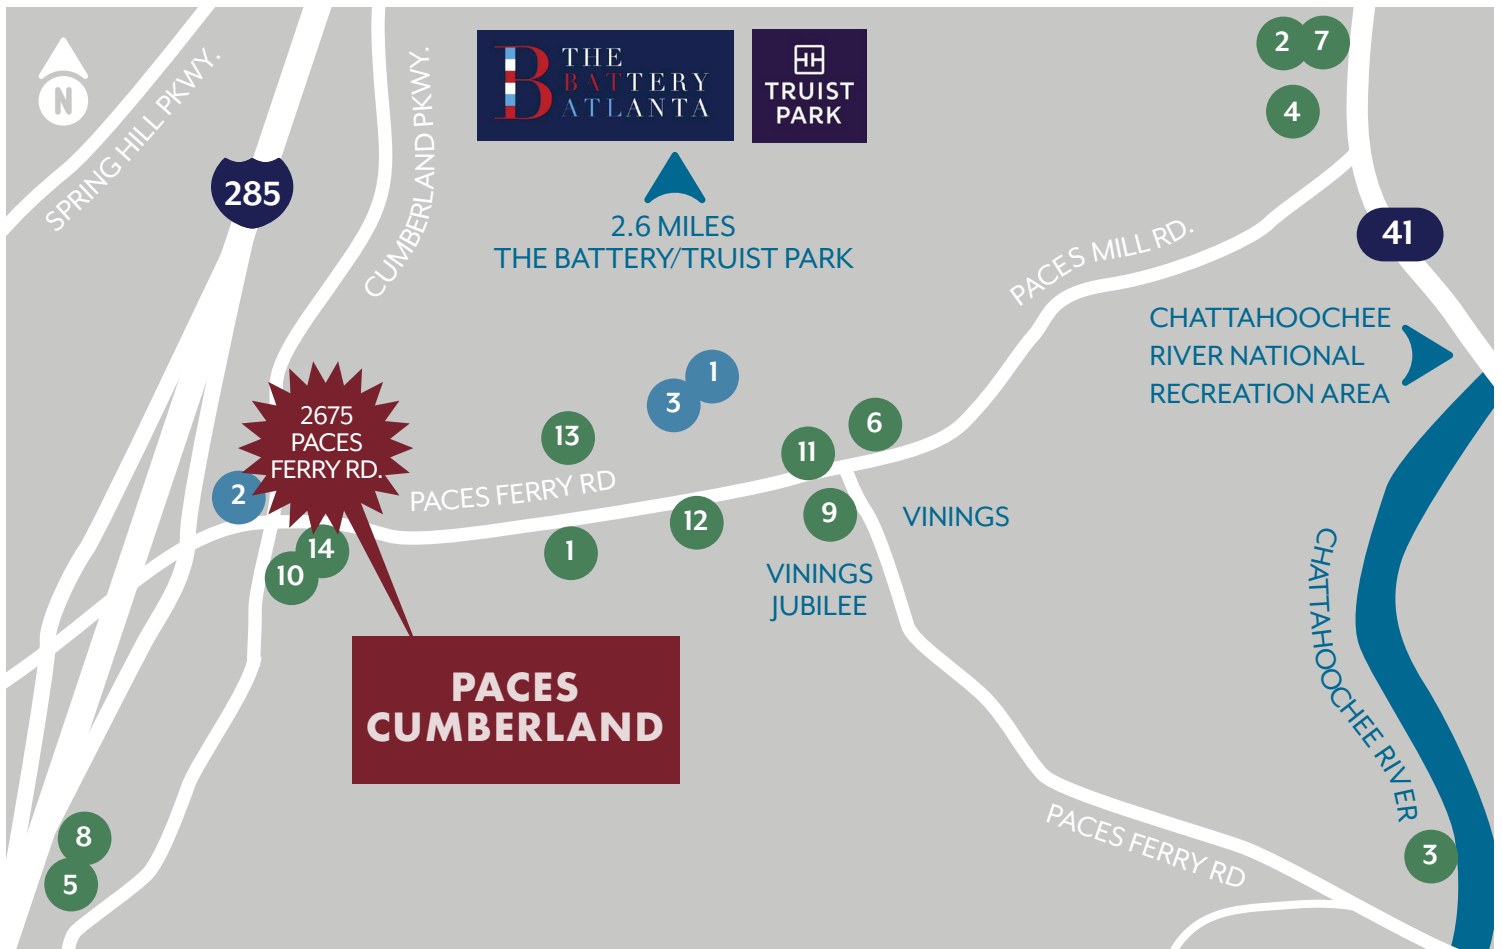 N
SPRING HILL PKWY.
285
CUMBERLAND PKWY.
B
THE
BATTERY
ATLANTA
TRUIST
PARK
2.6 MILES
THE BATTERY/TRUIST PARK
2
7
4
PACES MILL RD.
41
CHATTAHOOCHEE
RIVER NATIONAL
RECREATION AREA
1
3
2675
PACES
FERRY RD.
2
13
PACES FERRY RD
11
6
12
9
VININGS
1
14
10
VININGS
JUBILEE
CHATTAHOOCHEE RIVER
PACES
CUMBERLAND
PACES FERRY RD
8
5
3